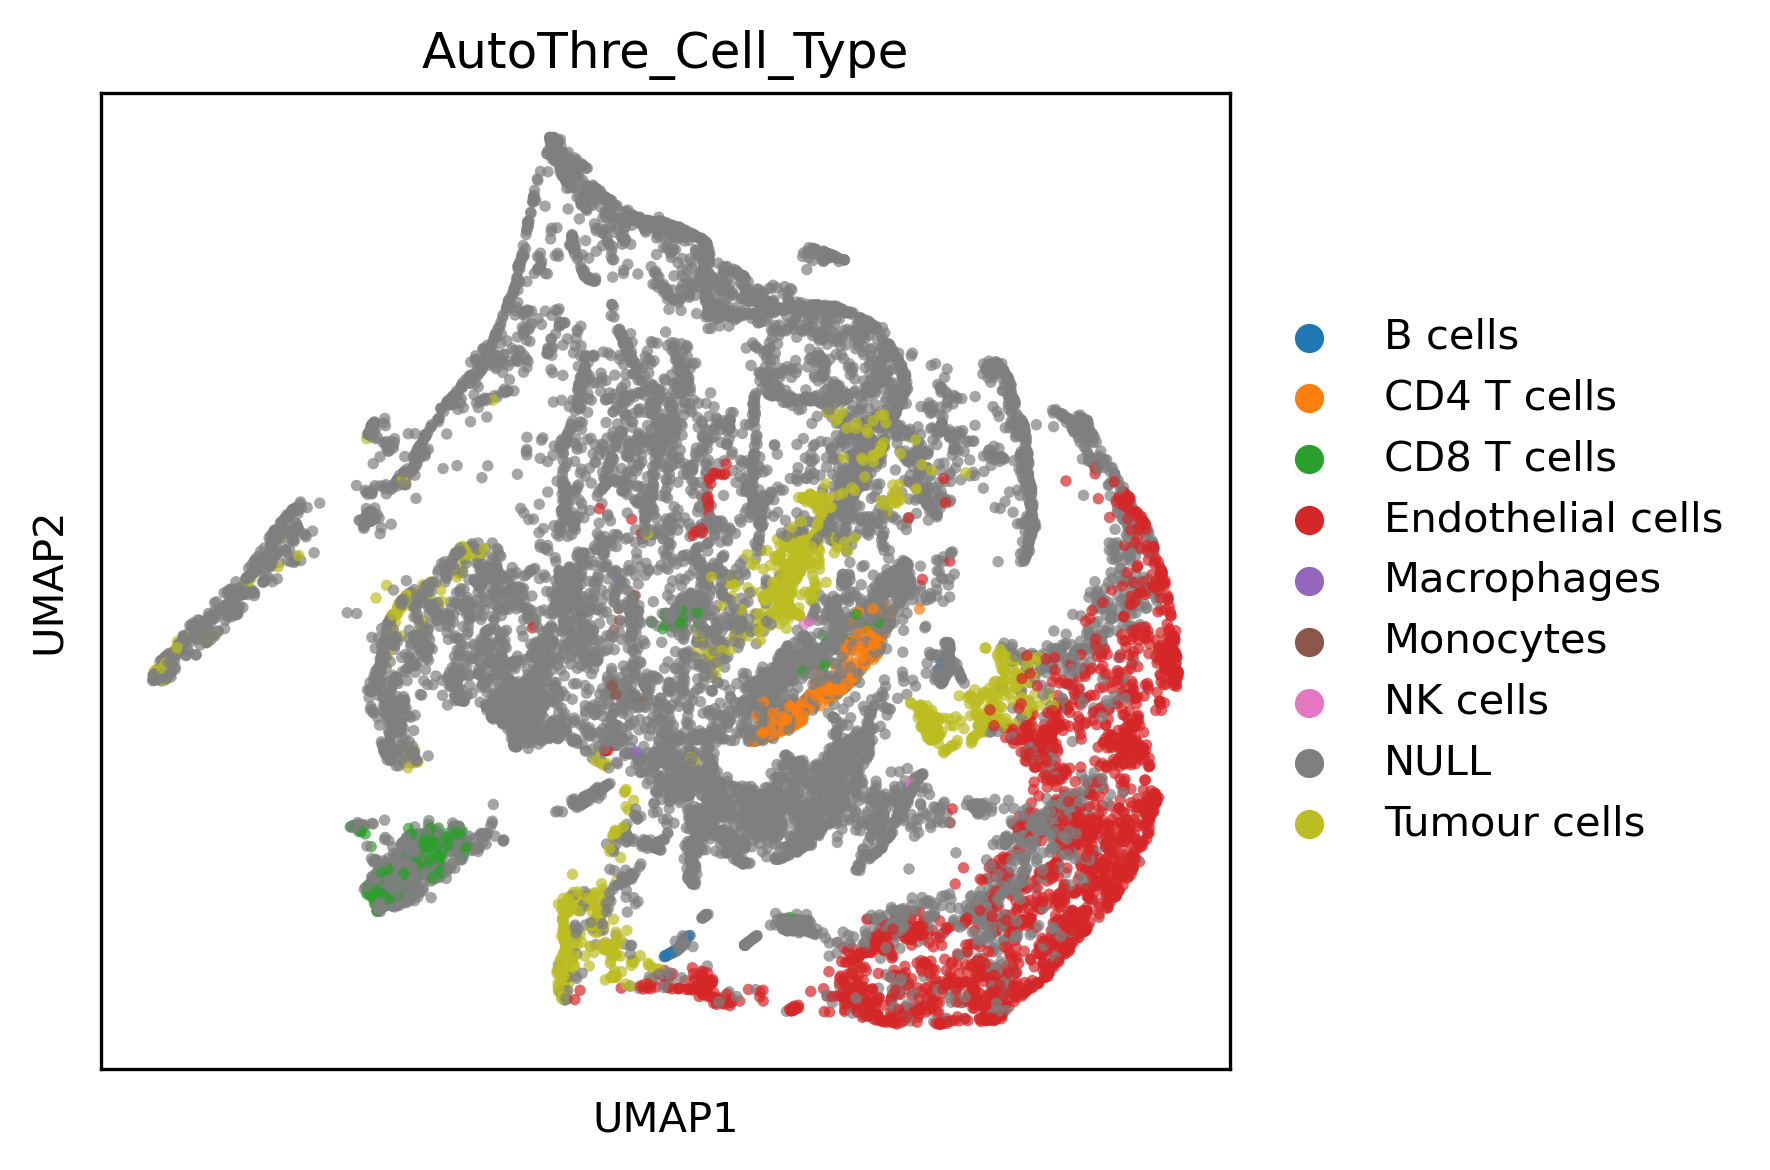 AutoThre_Cell_Type
UMAP2
UMAP1
B cells
CD4 T cells
CD8 T cells
Endothelial cells
Macrophages
Monocytes
NK cells
NULL
Tumour cells